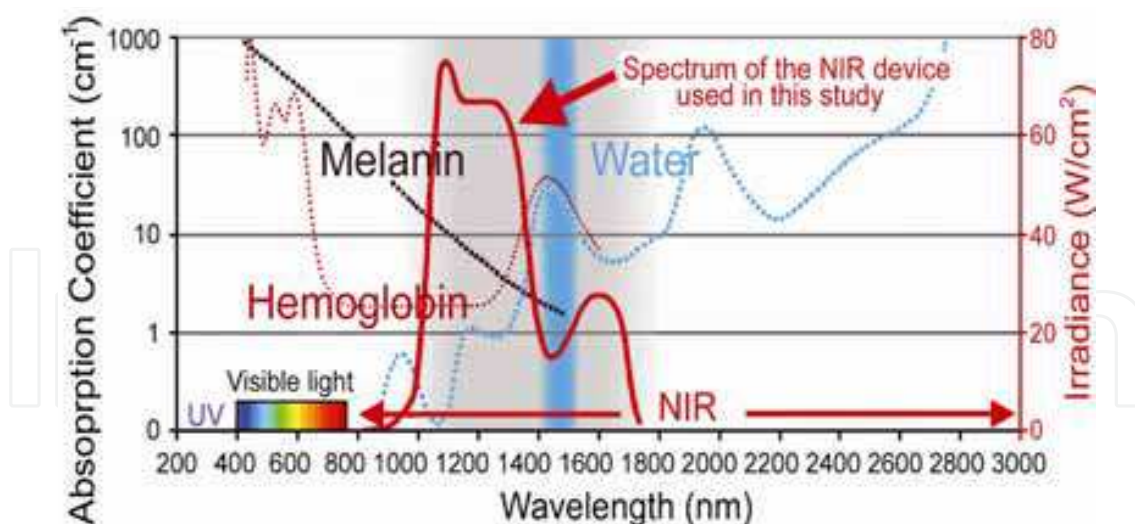 Absoprption Coefficient (cm⁻¹)
1000
100
10
1
0
80
60
40
20
0
Irradiance (W/cm²)
Spectrum of the NIR device
used in this study
Melanin
Water
Hemoglobin
Visible light
UV
NIR
200 400 600 800 1000 1200 1400 1600 1800 2000 2200 2400 2600 2800 3000
Wavelength (nm)